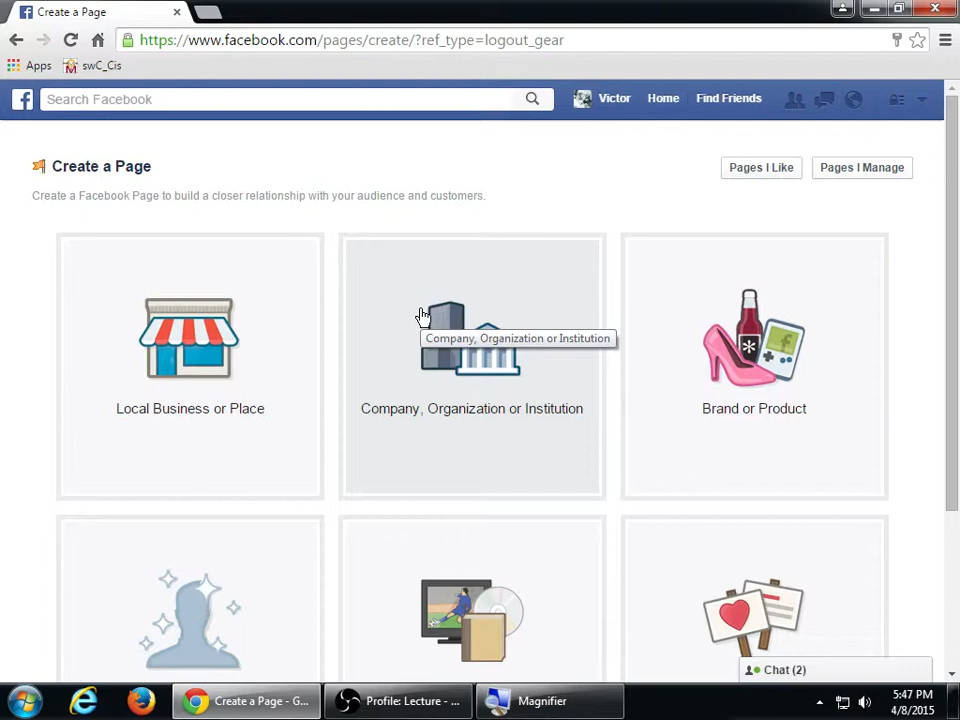 Create a Page
https://www.facebook.com/pages/create/?ref_type=logout_gear
Apps swC_Cis
Search Facebook
Victor Home Find Friends
Create a Page
Pages I Like Pages I Manage
Create a Facebook Page to build a closer relationship with your audience and customers.
Company, Organization or Institution
Local Business or Place
Company, Organization or Institution
Brand or Product
Chat (2)
Create a Page - G... Profile: Lecture - ... Magnifier
5:47 PM
4/8/2015